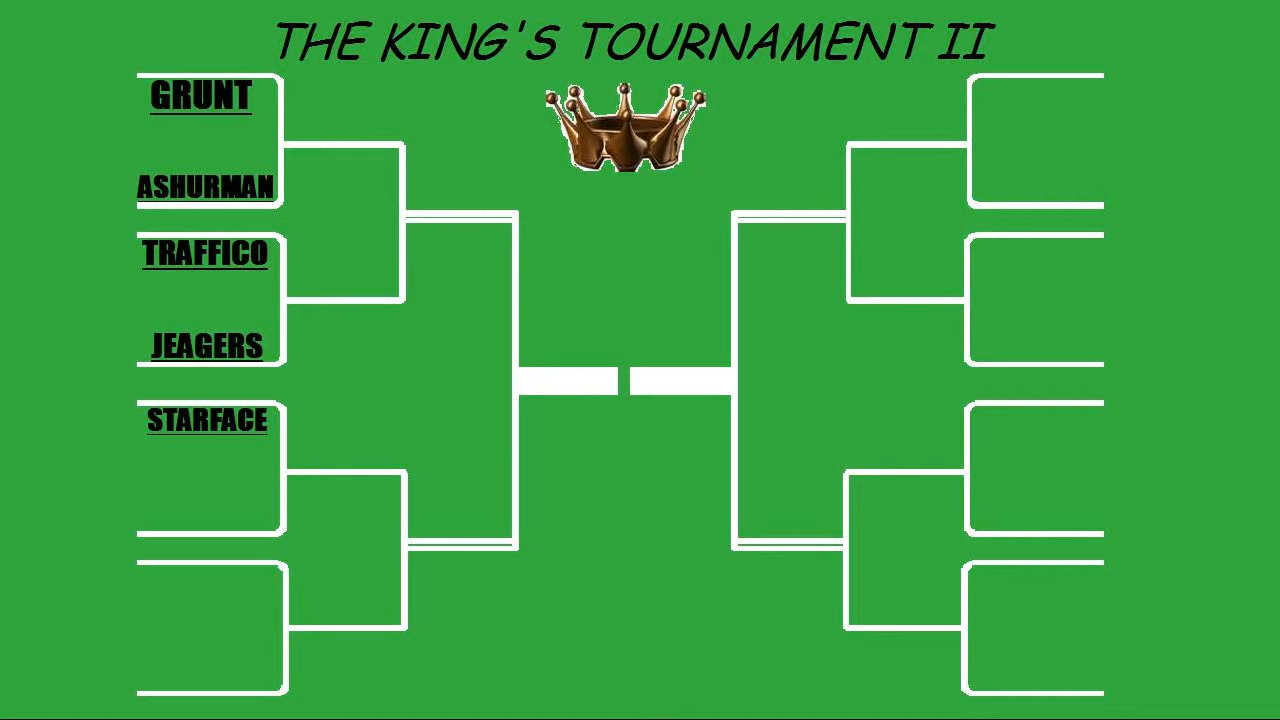 THE KING'S TOURNAMENT II
GRUNT
ASHURMAN
TRAFFICO
JEAGERS
STARFACE